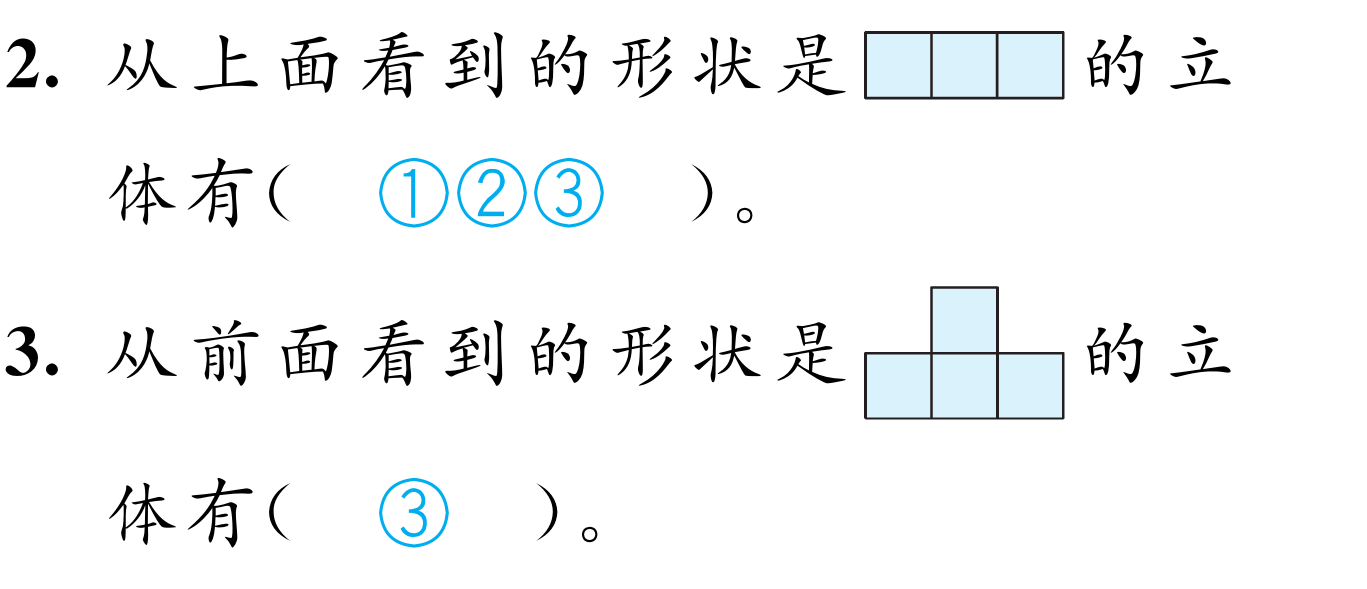 2. 从上面看到的形状是的立
体有( ①②③ )。
3. 从前面看到的形状是的立
体有( ③ )。